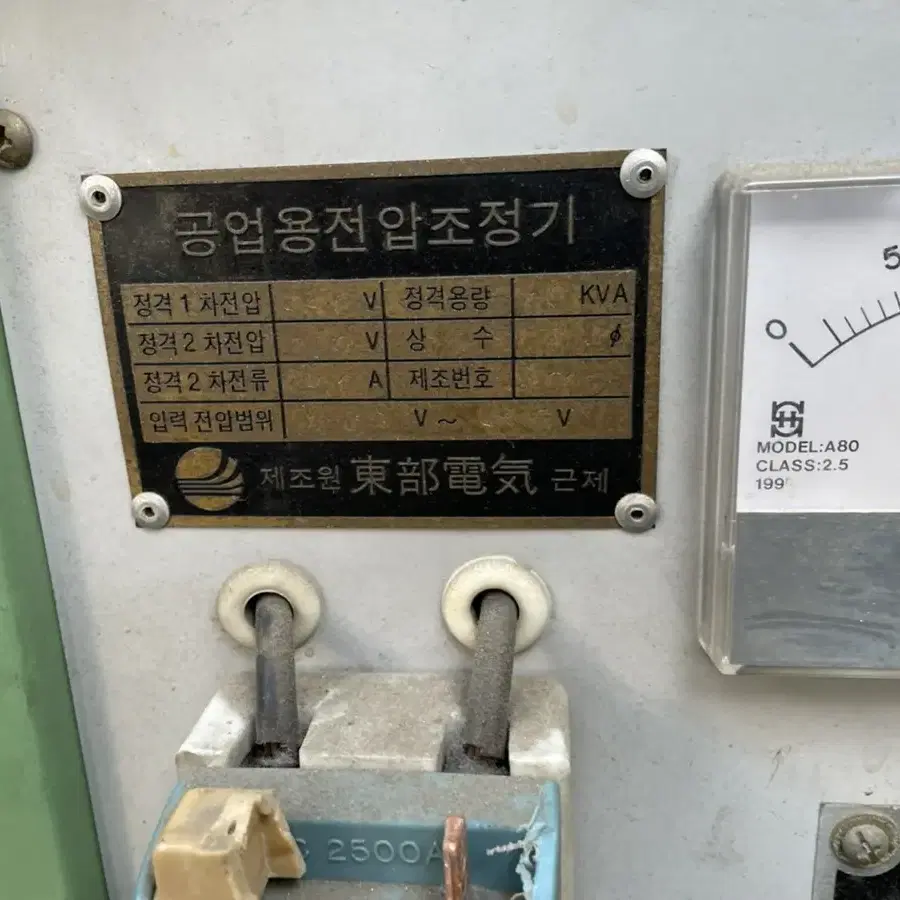 공업용전압조정기
정격1차전압 V 정격용량 KVA
정격2차전압 V 상 수 ϕ
정격2차전류 A 제조번호
입력 전압범위 V ~ V
제조원 東部電気 근제
0 5
MODEL:A80
CLASS:2.5
199
C 2500A